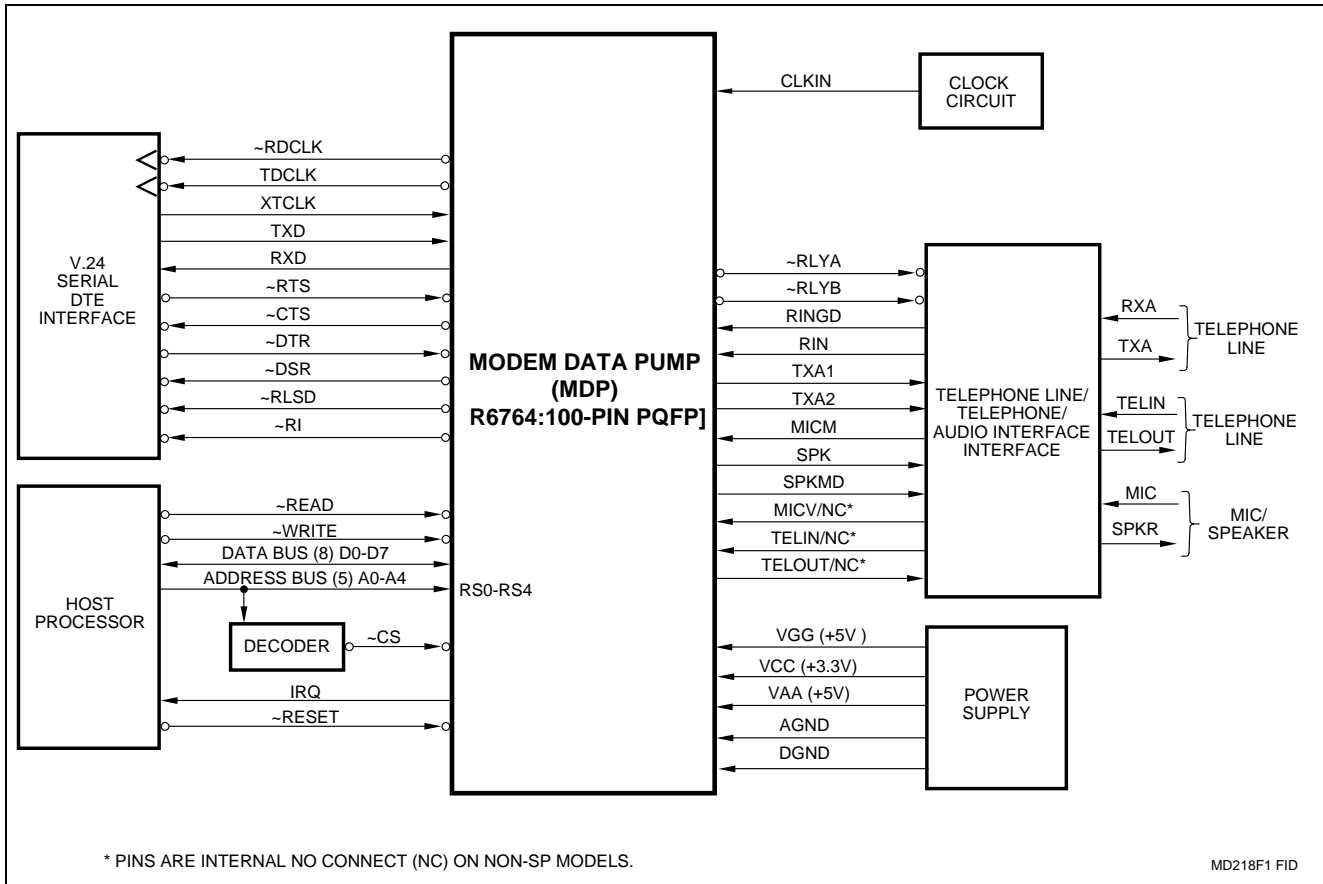 CLKIN
CLOCK
CIRCUIT
~RDCLK
TDCLK
XTCLK
TXD
RXD
~RTS
~CTS
~DTR
~DSR
~RLSD
~RI
V.24
SERIAL
DTE
INTERFACE
MODEM DATA PUMP
(MDP)
R6764:100-PIN PQFP]
~RLYA
~RLYB
RINGD
RIN
TXA1
TXA2
MICM
SPK
SPKMD
MICV/NC*
TELIN/NC*
TELOUT/NC*
TELEPHONE LINE/
TELEPHONE/
AUDIO INTERFACE
INTERFACE
RXA
TXA
TELEPHONE
LINE
TELIN
TELOUT
TELEPHONE
LINE
MIC
SPKR
MIC/
SPEAKER
HOST
PROCESSOR
~READ
~WRITE
DATA BUS (8) D0-D7
ADDRESS BUS (5) A0-A4
RS0-RS4
DECODER
~CS
IRQ
~RESET
VGG (+5V )
VCC (+3.3V)
VAA (+5V)
AGND
DGND
POWER
SUPPLY
* PINS ARE INTERNAL NO CONNECT (NC) ON NON-SP MODELS.
MD218F1 FID